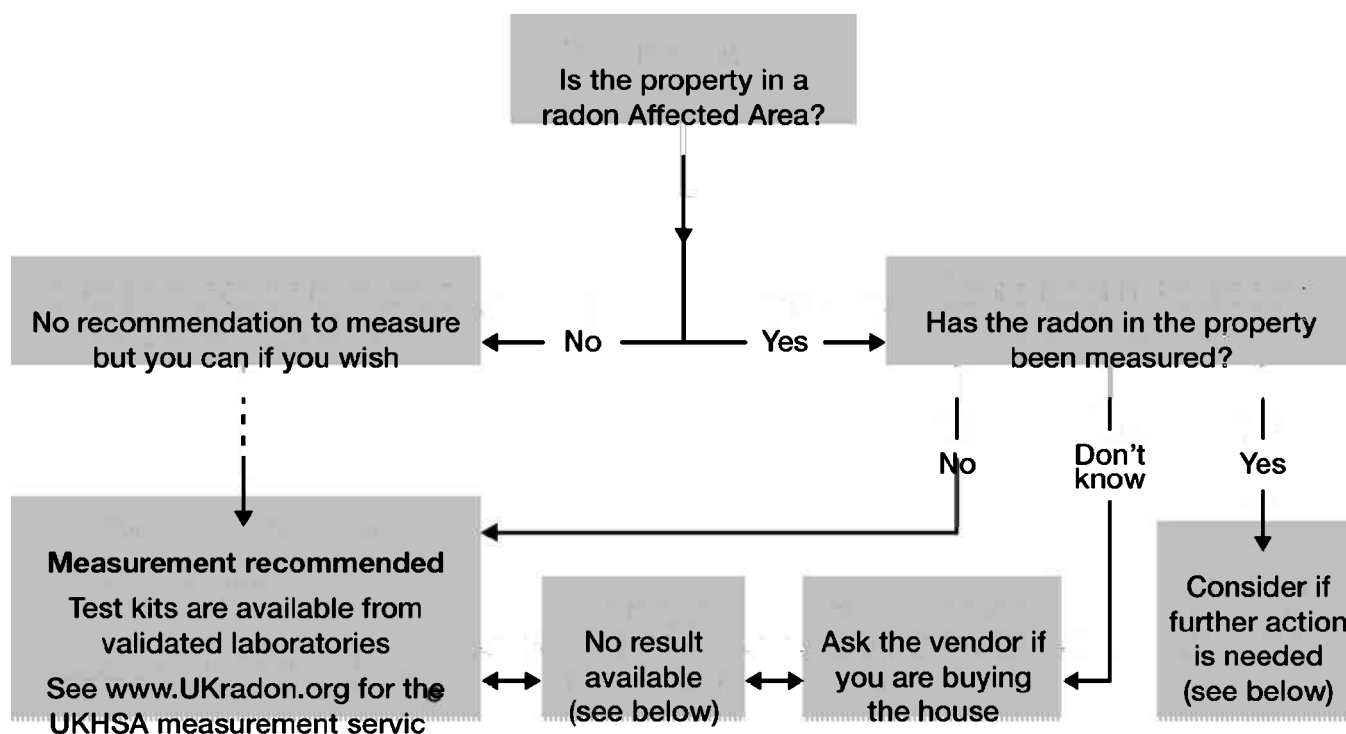 Is the property in a
radon Affected Area?
No recommendation to measure
but you can if you wish
No
Yes
Has the radon in the property
been measured?
No
Don't
know
Yes
Measurement recommended
Test kits are available from
validated laboratories
See www.UKradon.org for the
UKHSA measurement servic
No result
available
(see below)
Ask the vendor if
you are buying
the house
Consider if
further action
is needed
(see below)